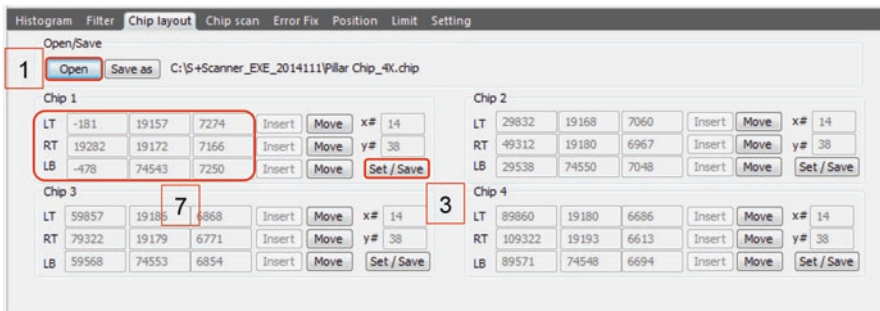 Histogram Filter Chip layout Chip scan Error Fix Position Limit Setting
Open/Save
1 Open Save as C:\S+Scanner_EXE_2014111\Pillar Chip_4X.chip
Chip 1
LT -181 19157 7274 Insert Move x# 14
RT 19282 19172 7166 Insert Move y# 38
LB -478 74543 7250 Insert Move Set / Save
Chip 2
LT 29832 19168 7060 Insert Move x# 14
RT 49312 19180 6967 Insert Move y# 38
LB 29538 74550 7048 Insert Move Set / Save
7
3
Chip 3
LT 59857 19186 6868 Insert Move x# 14
RT 79322 19179 6771 Insert Move y# 38
LB 59568 74553 6854 Insert Move Set / Save
Chip 4
LT 89860 19180 6686 Insert Move x# 14
RT 109322 19193 6613 Insert Move y# 38
LB 89571 74548 6694 Insert Move Set / Save